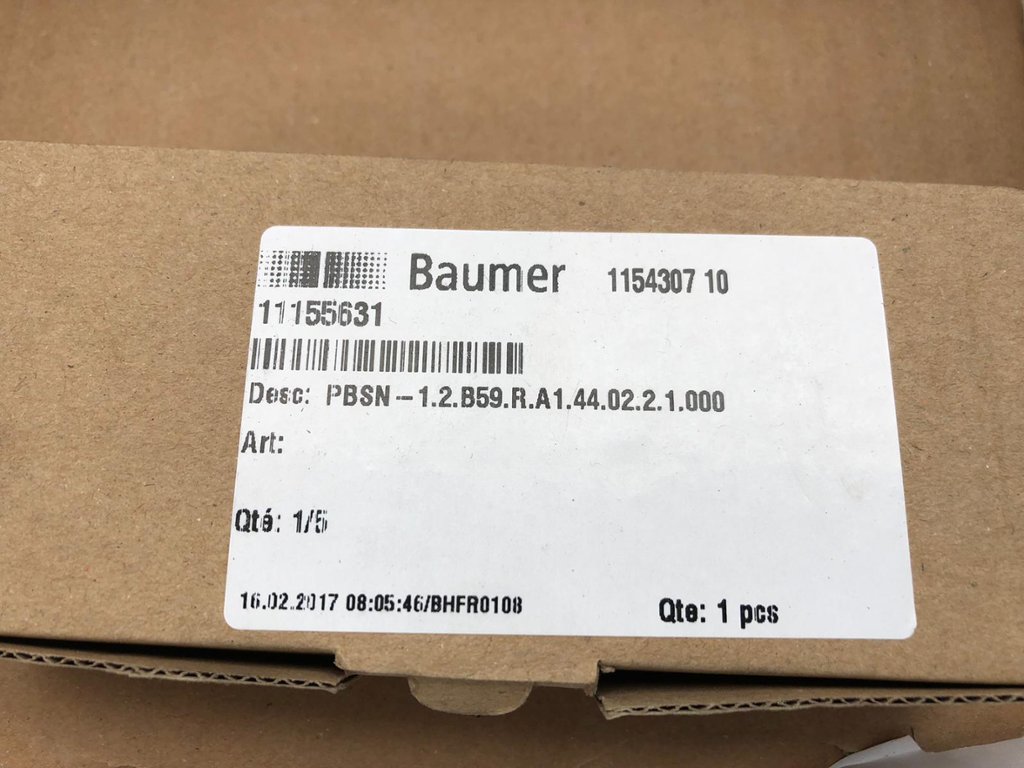 Baumer 1154307 10
11155631
Desc: PBSN -- 1.2.B59.R.A1.44.02.2.1.000
Art:
Qté: 1/5
16.02.2017 08:05:46/BHFR0108 Qte: 1 pcs